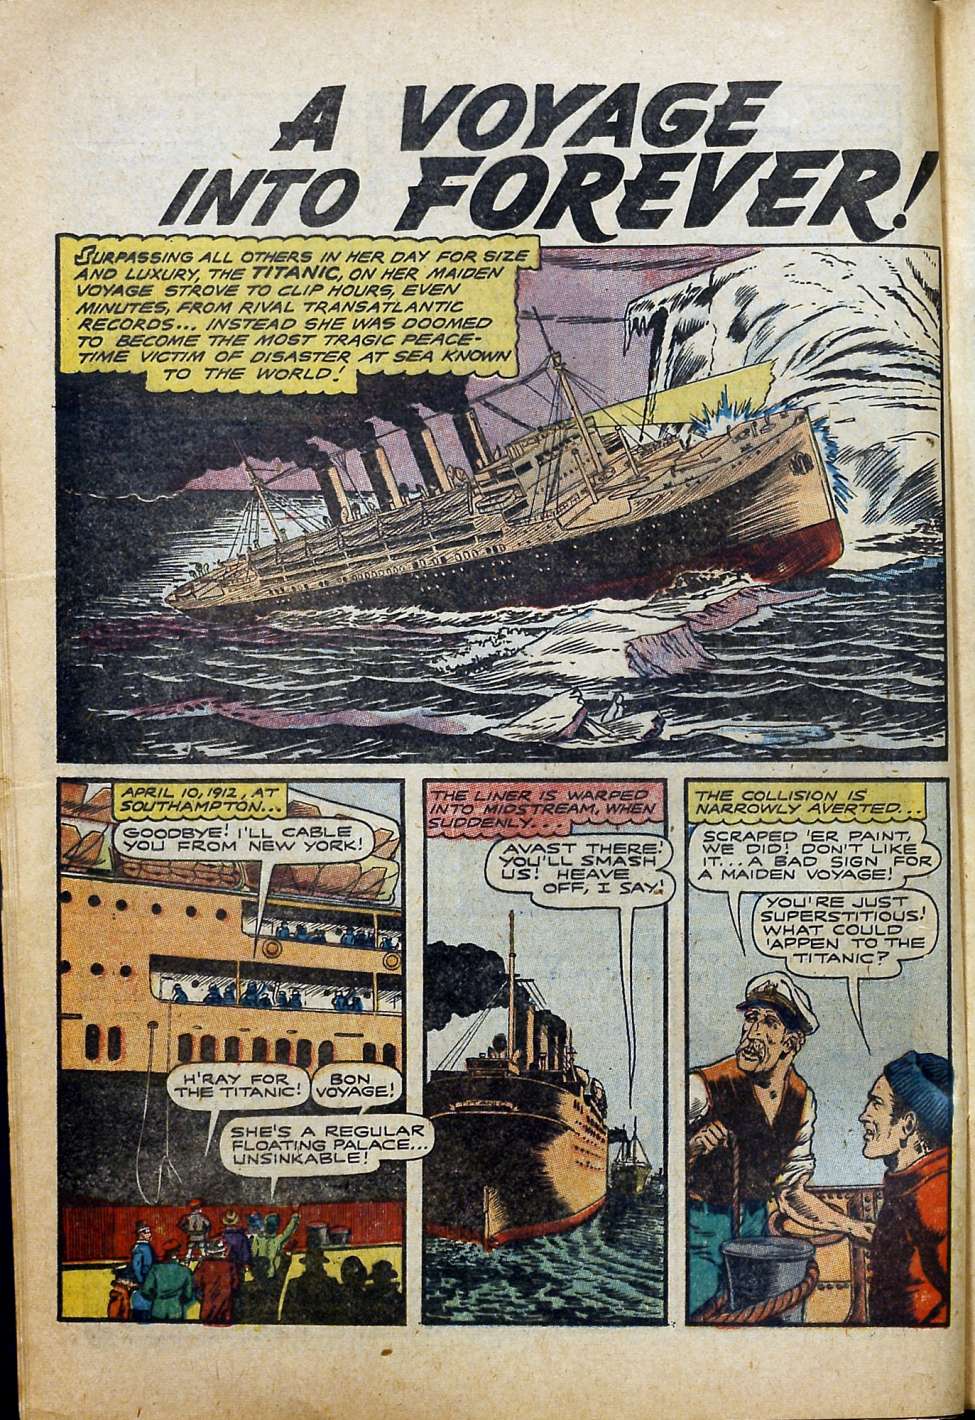 A VOYAGE
INTO FOREVER!
SURPASSING ALL OTHERS IN HER DAY FOR SIZE
AND LUXURY, THE TITANIC, ON HER MAIDEN
VOYAGE STROVE TO CLIP HOURS, EVEN
MINUTES, FROM RIVAL TRANSATLANTIC
RECORDS... INSTEAD SHE WAS DOOMED
TO BECOME THE MOST TRAGIC PEACE-
TIME VICTIM OF DISASTER AT SEA KNOWN
TO THE WORLD!
APRIL 10, 1912, AT
SOUTHAMPTON...
GOODBYE! I'LL CABLE
YOU FROM NEW YORK!
H'RAY FOR
THE TITANIC!
BON
VOYAGE!
SHE'S A REGULAR
FLOATING PALACE...
UNSINKABLE!
THE LINER IS WARPED
INTO MIDSTREAM, WHEN
SUDDENLY...
AVAST THERE!
YOU'LL SMASH
US! HEAVE
OFF, I SAY!
THE COLLISION IS
NARROWLY AVERTED...
SCRAPED 'ER PAINT,
WE DID! DON'T LIKE
IT...A BAD SIGN FOR
A MAIDEN VOYAGE!
YOU'RE JUST
SUPERSTITIOUS!
WHAT COULD
'APPEN TO THE
TITANIC?